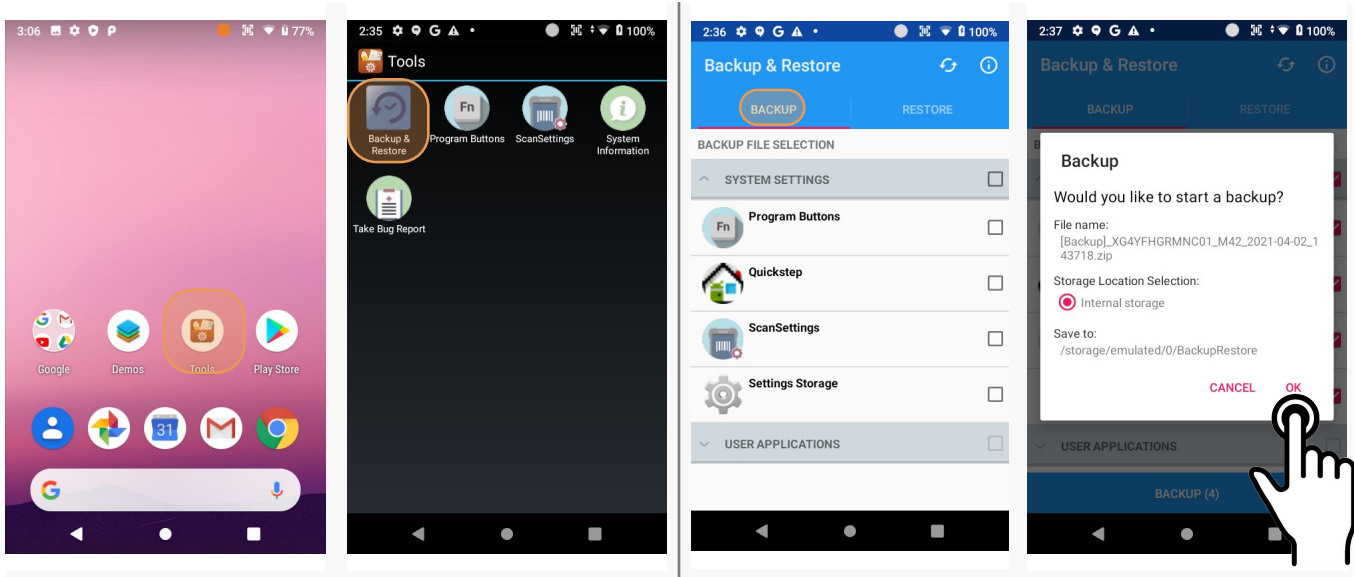 3:06
77%
31
Google
Demos
Tools
Play Store
2:35
100%
Tools
Fn
Backup &
Restore
Program Buttons
ScanSettings
System
Information
Take Bug Report
2:36
100%
Backup & Restore
BACKUP
RESTORE
BACKUP FILE SELECTION
SYSTEM SETTINGS
Fn
Program Buttons
Quickstep
ScanSettings
Settings Storage
USER APPLICATIONS
2:37
100%
Backup & Restore
BACKUP
RESTORE
Backup
Would you like to start a backup?
File name:
[Backup]_XG4YFHGRMNC01_M42_2021-04-02_1
43718.zip
Storage Location Selection:
Internal storage
Save to:
/storage/emulated/0/BackupRestore
CANCEL
OK
USER APPLICATIONS
BACKUP (4)